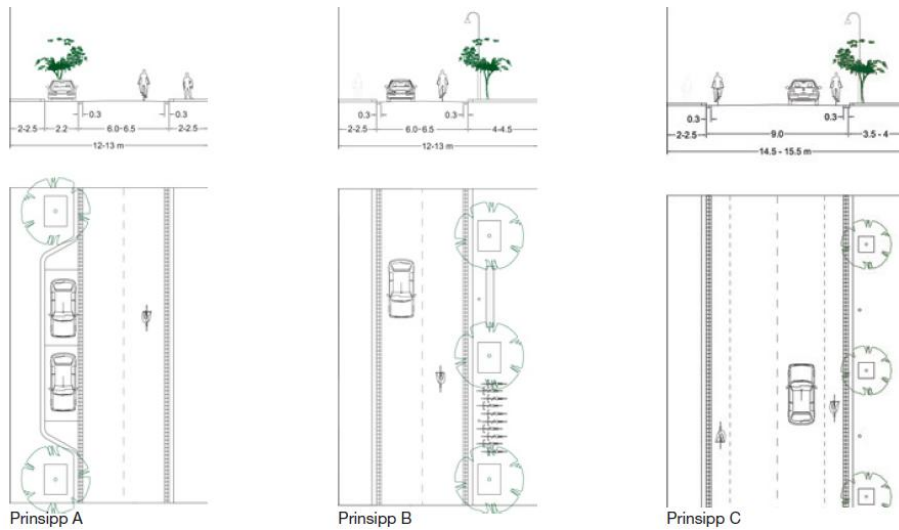 0.3 0.3
2-2.5 2.2 6.0-6.5 2-2.5
12-13 m
0.3 0.3
2-2.5 6.0-6.5 4-4.5
12-13 m
0.3 0.3
2-2.5 9.0 3.5 - 4
14.5 - 15.5 m
Prinsipp A
Prinsipp B
Prinsipp C